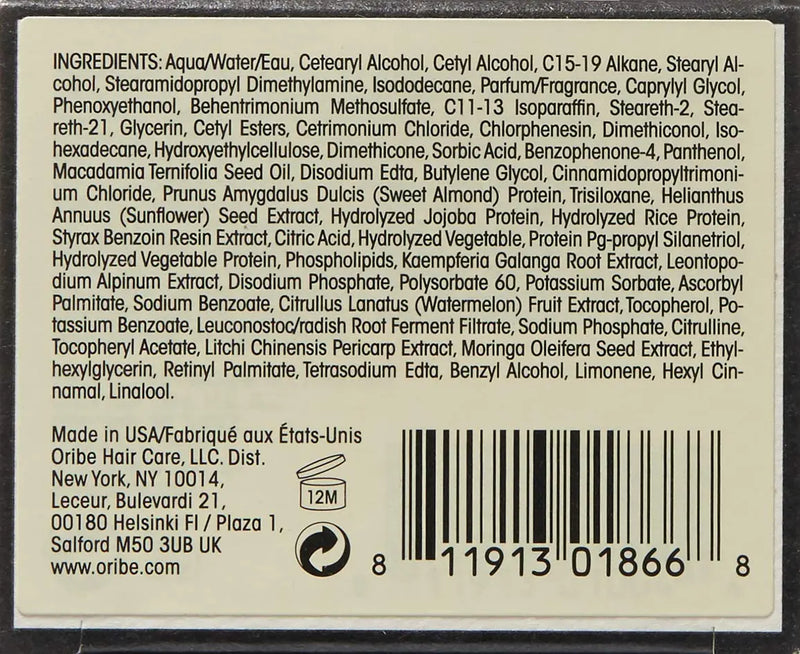 INGREDIENTS: Aqua/Water/Eau, Cetearyl Alcohol, Cetyl Alcohol, C15-19 Alkane, Stearyl Al-
cohol, Stearamidopropyl Dimethylamine, Isododecane, Parfum/Fragrance, Caprylyl Glycol,
Phenoxyethanol, Behentrimonium Methosulfate, C11-13 Isoparaffin, Steareth-2, Stea-
reth-21, Glycerin, Cetyl Esters, Cetrimonium Chloride, Chlorphenesin, Dimethiconol, Iso-
hexadecane, Hydroxyethylcellulose, Dimethicone, Sorbic Acid, Benzophenone-4, Panthenol,
Macadamia Ternifolia Seed Oil, Disodium Edta, Butylene Glycol, Cinnamidopropyltrimoni-
um Chloride, Prunus Amygdalus Dulcis (Sweet Almond) Protein, Trisiloxane, Helianthus
Annuus (Sunflower) Seed Extract, Hydrolyzed Jojoba Protein, Hydrolyzed Rice Protein,
Styrax Benzoin Resin Extract, Citric Acid, Hydrolyzed Vegetable, Protein Pg-propyl Silanetriol,
Hydrolyzed Vegetable Protein, Phospholipids, Kaempferia Galanga Root Extract, Leontopo-
dium Alpinum Extract, Disodium Phosphate, Polysorbate 60, Potassium Sorbate, Ascorbyl
Palmitate, Sodium Benzoate, Citrullus Lanatus (Watermelon) Fruit Extract, Tocopherol, Po-
tassium Benzoate, Leuconostoc/radish Root Ferment Filtrate, Sodium Phosphate, Citrulline,
Tocopheryl Acetate, Litchi Chinensis Pericarp Extract, Moringa Oleifera Seed Extract, Ethyl-
hexylglycerin, Retinyl Palmitate, Tetrasodium Edta, Benzyl Alcohol, Limonene, Hexyl Cin-
namal, Linalool.
Made in USA/Fabriqué aux États-Unis
Oribe Hair Care, LLC. Dist.
New York, NY 10014,
Leceur, Bulevardi 21,
00180 Helsinki FI / Plaza 1,
Salford M50 3UB UK
www.oribe.com
12M
8 11913 01866 8